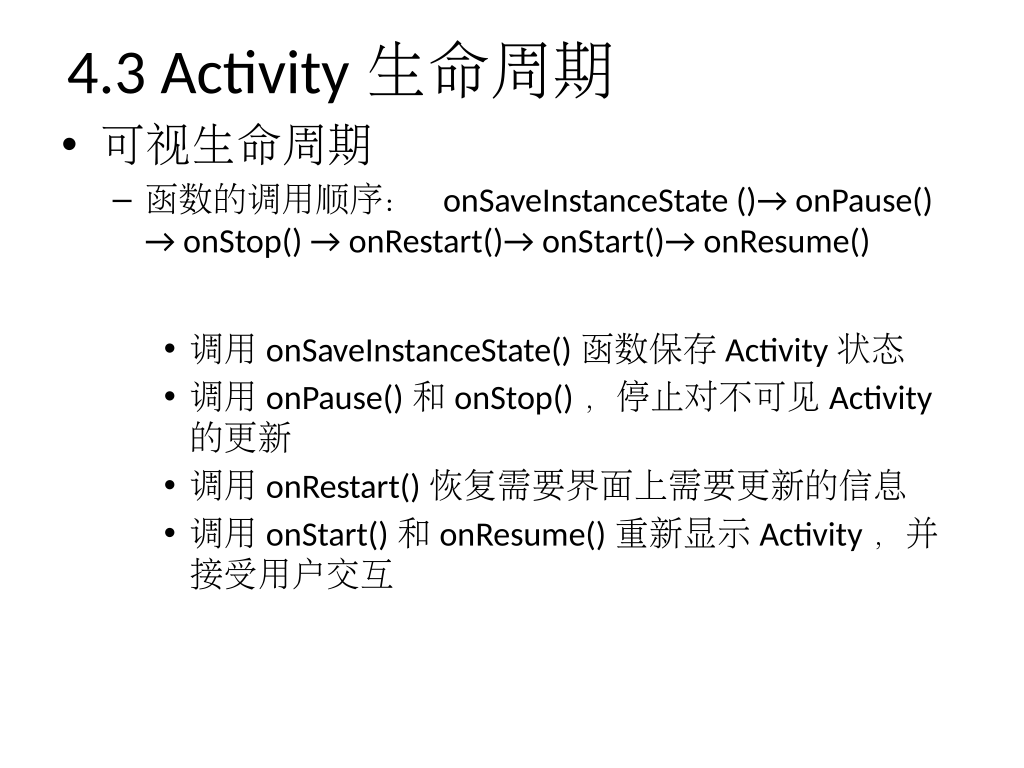 4.3 Activity 生命周期
• 可视生命周期
– 函数的调用顺序： onSaveInstanceState ()→ onPause()
→ onStop() → onRestart()→ onStart()→ onResume()
• 调用 onSaveInstanceState() 函数保存 Activity 状态
• 调用 onPause() 和 onStop() ，停止对不可见 Activity
的更新
• 调用 onRestart() 恢复需要界面上需要更新的信息
• 调用 onStart() 和 onResume() 重新显示 Activity ，并
接受用户交互